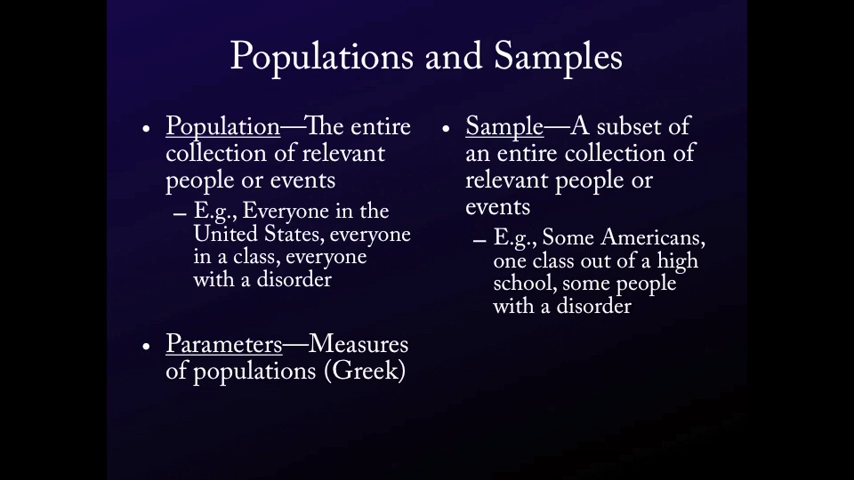 Populations and Samples
• Population—The entire
collection of relevant
people or events
– E.g., Everyone in the
United States, everyone
in a class, everyone
with a disorder
• Parameters—Measures
of populations (Greek)
• Sample—A subset of
an entire collection of
relevant people or
events
– E.g., Some Americans,
one class out of a high
school, some people
with a disorder